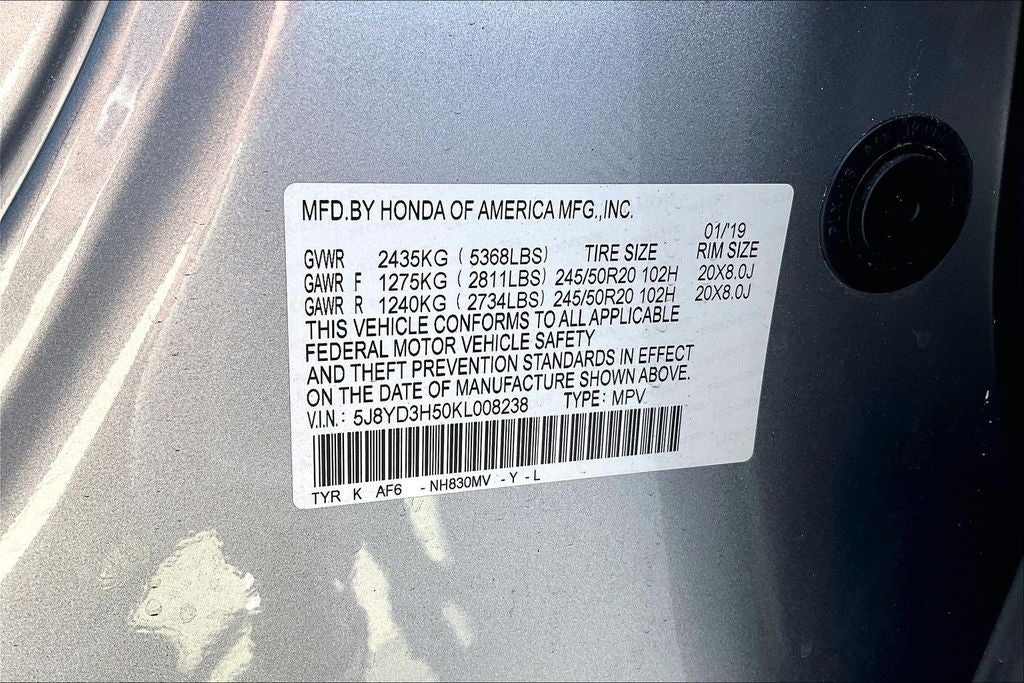 MFD.BY HONDA OF AMERICA MFG.,INC.
01/'19
GVWR 2435KG ( 5368LBS) TIRE SIZE RIM SIZE
GAWR F 1275KG ( 2811LBS) 245/50R20 102H 20X8.0J
GAWR R 1240KG ( 2734LBS) 245/50R20 102H 20X8.0J
THIS VEHICLE CONFORMS TO ALL APPLICABLE
FEDERAL MOTOR VEHICLE SAFETY
AND THEFT PREVENTION STANDARDS IN EFFECT
ON THE DATE OF MANUFACTURE SHOWN ABOVE.
V.I.N.: 5J8YD3H50KL008238 TYPE: MPV
TYR K AF6 - NH830MV - Y - L